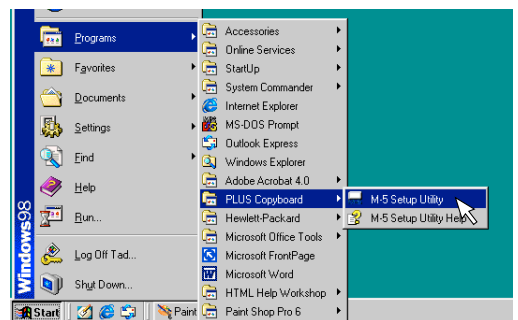 Programs
Favorites
Documents
Settings
Find
Help
Run...
Log Off Tad...
Shut Down...
Windows98
Start
Paint
Accessories
Online Services
StartUp
System Commander
Internet Explorer
MS-DOS Prompt
Outlook Express
Windows Explorer
Adobe Acrobat 4.0
PLUS Copyboard
Hewlett-Packard
Microsoft Office Tools
Microsoft FrontPage
Microsoft Word
HTML Help Workshop
Paint Shop Pro 6
M-5 Setup Utility
M-5 Setup Utility Help